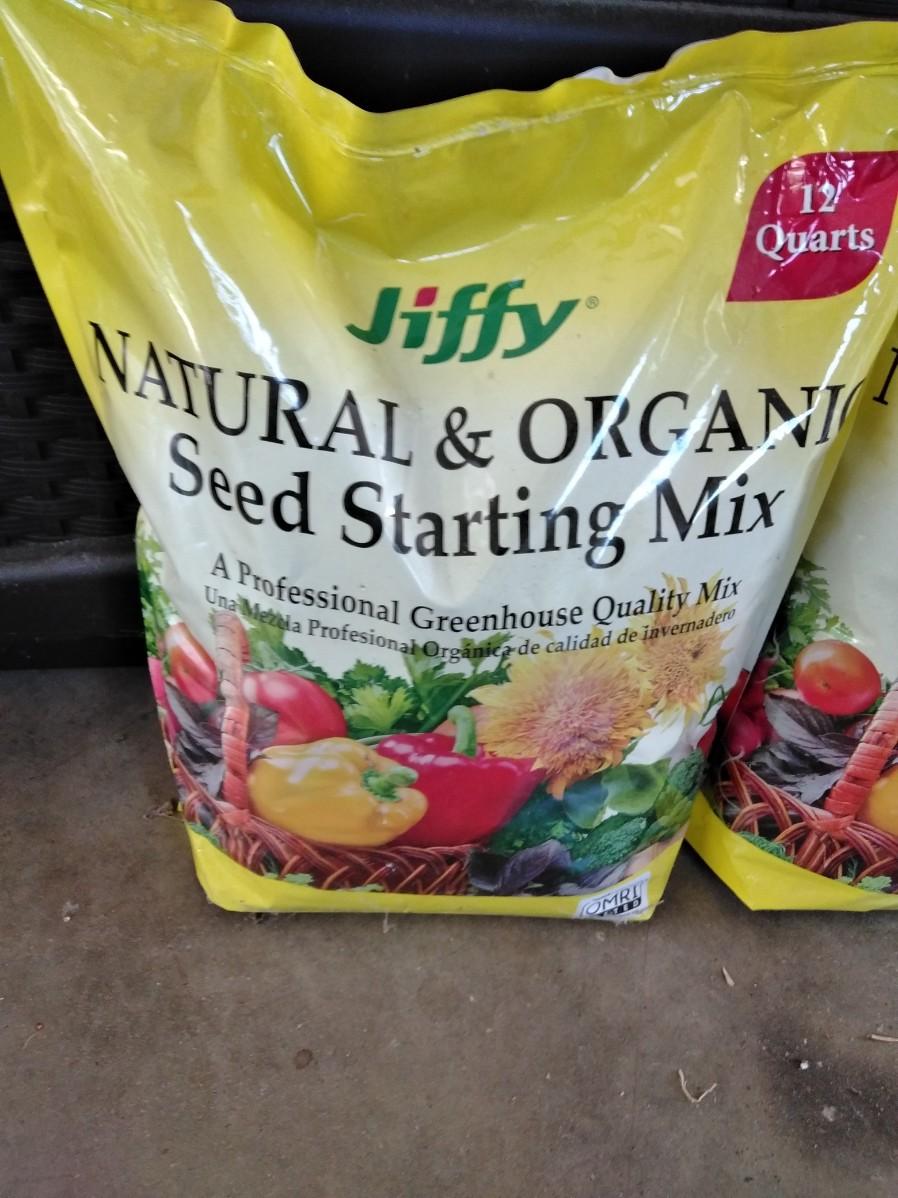 12
Quarts
Jiffy®
NATURAL & ORGANIC
Seed Starting Mix
A Professional Greenhouse Quality Mix
Una Mezcla Profesional Orgánica de calidad de invernadero
OMRI
LISTED
N